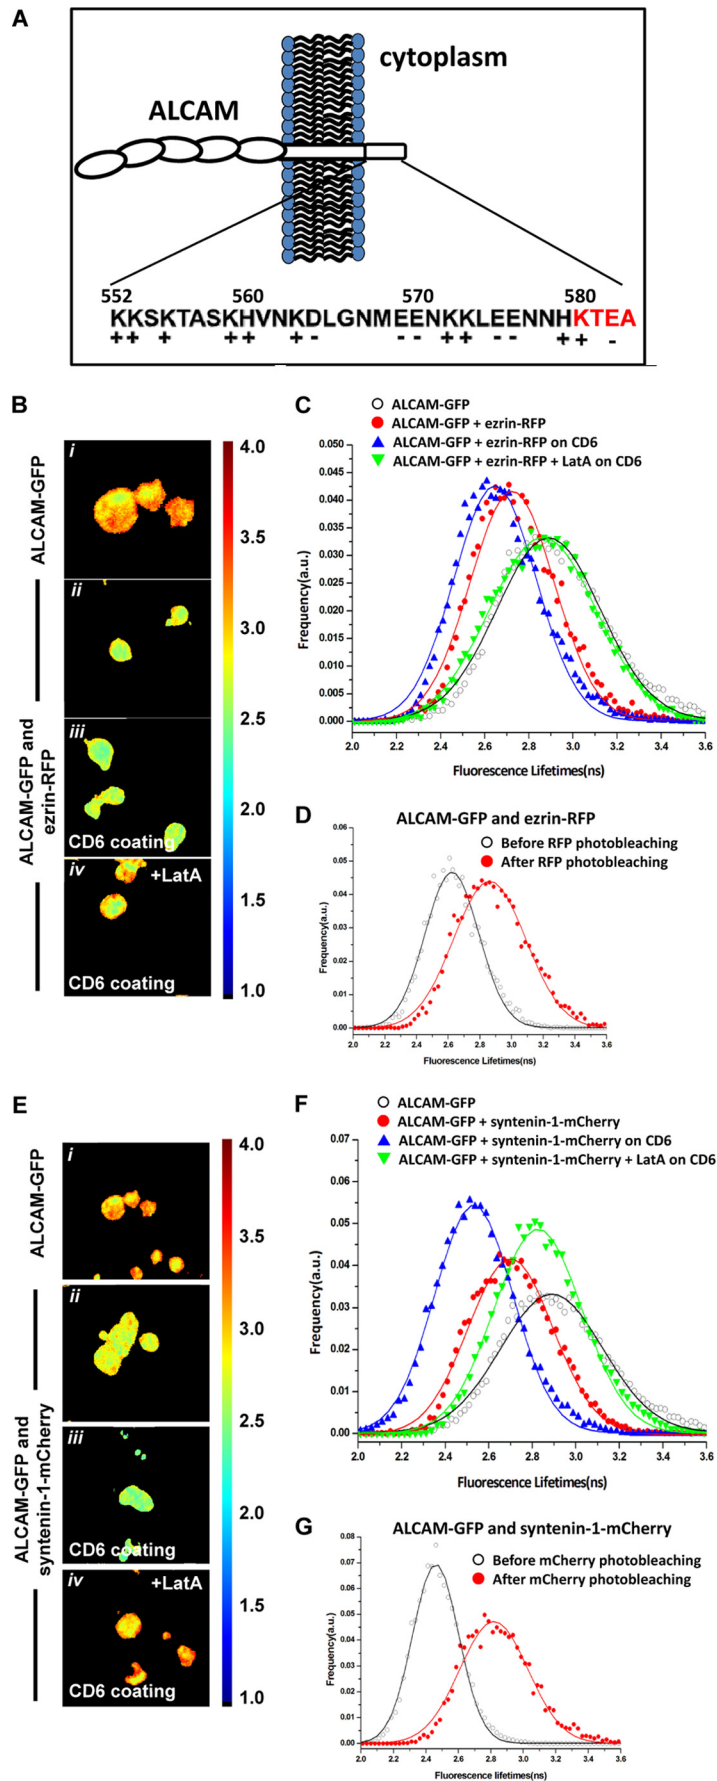 A
cytoplasm
ALCAM
552 560 570 580
KKSKTASKHVNKDLGNMEENKKLEENNHKTEA
+ + + + + + - - - + + - - + + -
B
ALCAM-GFP
ALCAM-GFP and
ezrin-RFP
i
ii
iii
CD6 coating
iv +LatA
CD6 coating
4.0
3.5
3.0
2.5
2.0
1.5
1.0
C
ALCAM-GFP
ALCAM-GFP + ezrin-RFP
ALCAM-GFP + ezrin-RFP on CD6
ALCAM-GFP + ezrin-RFP + LatA on CD6
Frequency(a.u.)
0.050
0.045
0.040
0.035
0.030
0.025
0.020
0.015
0.010
0.005
0.000
2.0 2.2 2.4 2.6 2.8 3.0 3.2 3.4 3.6
Fluorescence Lifetimes(ns)
D
ALCAM-GFP and ezrin-RFP
Before RFP photobleaching
After RFP photobleaching
Frequency(a.u.)
0.06
0.05
0.04
0.03
0.02
0.01
0.00
2.0 2.2 2.4 2.6 2.8 3.0 3.2 3.4 3.6
Fluorescence Lifetimes(ns)
E
ALCAM-GFP
ALCAM-GFP and
syntenin-1-mCherry
i
ii
iii
CD6 coating
iv +LatA
CD6 coating
4.0
3.5
3.0
2.5
2.0
1.5
1.0
F
ALCAM-GFP
ALCAM-GFP + syntenin-1-mCherry
ALCAM-GFP + syntenin-1-mCherry on CD6
ALCAM-GFP + syntenin-1-mCherry + LatA on CD6
Frequency(a.u.)
0.07
0.06
0.05
0.04
0.03
0.02
0.01
0.00
2.0 2.2 2.4 2.6 2.8 3.0 3.2 3.4 3.6
Fluorescence Lifetimes(ns)
G
ALCAM-GFP and syntenin-1-mCherry
Before mCherry photobleaching
After mCherry photobleaching
Frequency(a.u.)
0.08
0.07
0.06
0.05
0.04
0.03
0.02
0.01
0.00
2.0 2.2 2.4 2.6 2.8 3.0 3.2 3.4 3.6
Fluorescence lifetimes(ns)